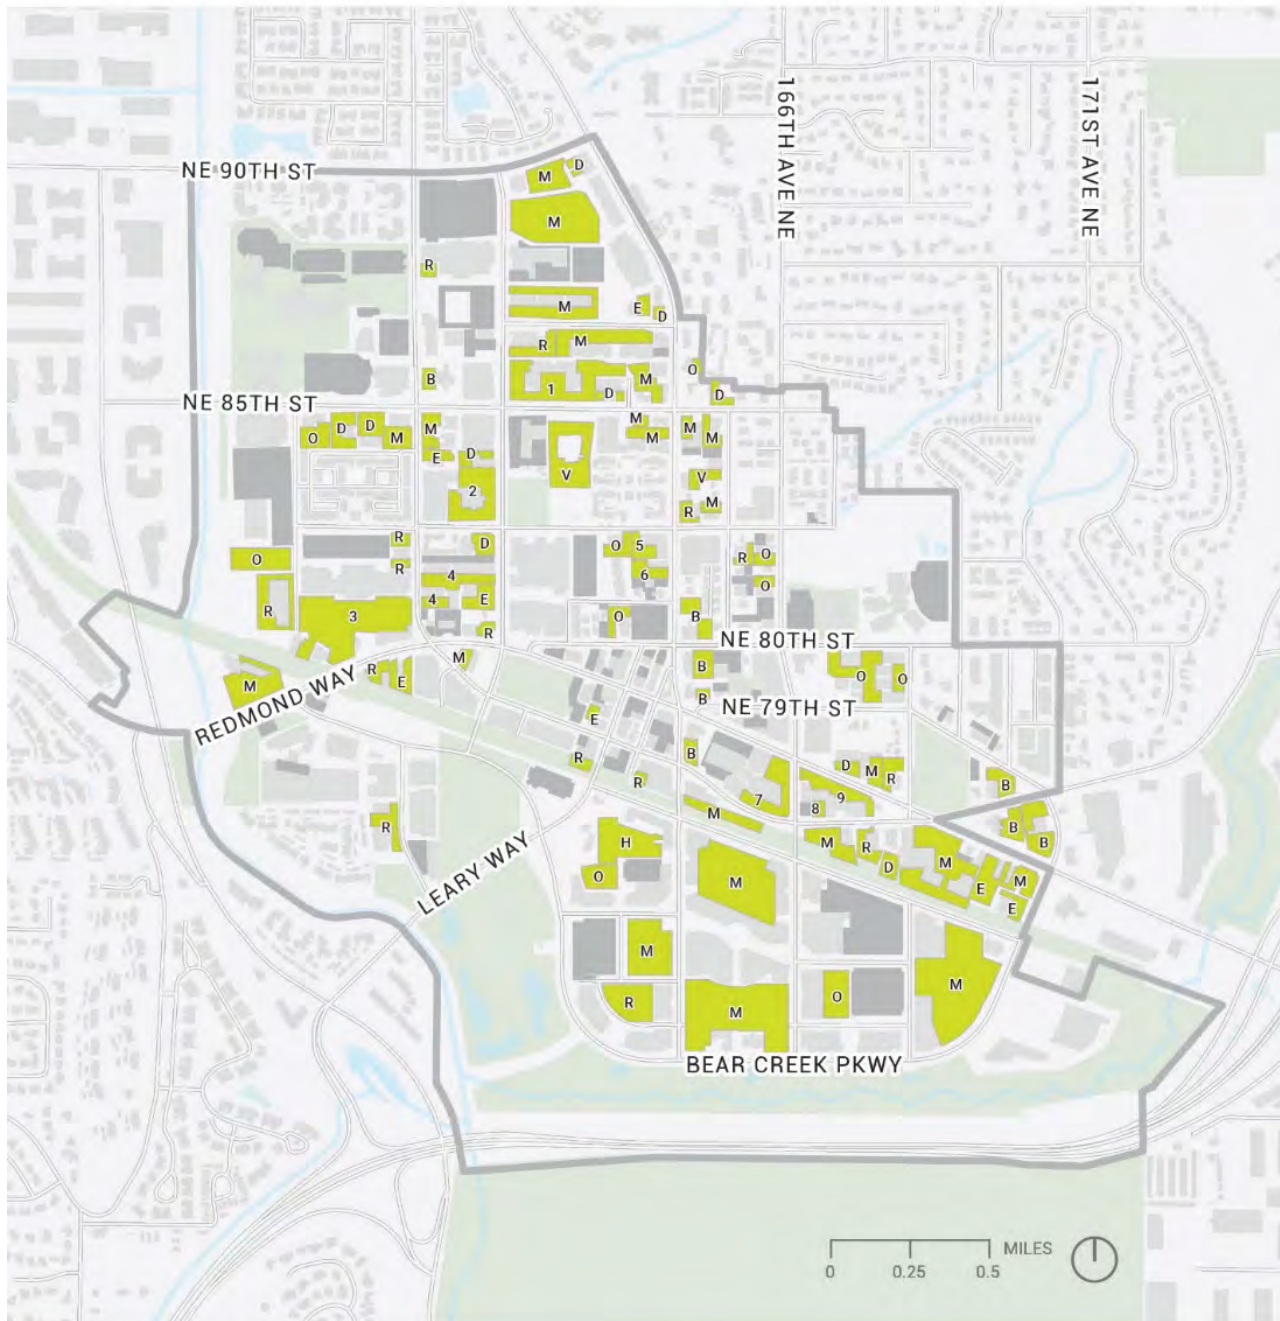 166TH AVE NE
171ST AVE NE
NE 90TH ST
D
M
M
R
M
E
D
R
M
O
B
1
D
M
D
NE 85TH ST
O
D
D
M
M
E
D
2
V
M
M
M
M
V
R
M
R
R
D
O
5
6
R
O
O
O
R
3
4
4
E
R
O
B
NE 80TH ST
M
R
E
M
B
B
O
O
REDMOND WAY
NE 79TH ST
E
R
R
B
7
D
M
R
8
9
B
M
B
B
R
LEARY WAY
H
O
M
M
R
D
M
E
M
E
M
R
M
O
M
BEAR CREEK PKWY
MILES
0
0.25
0.5